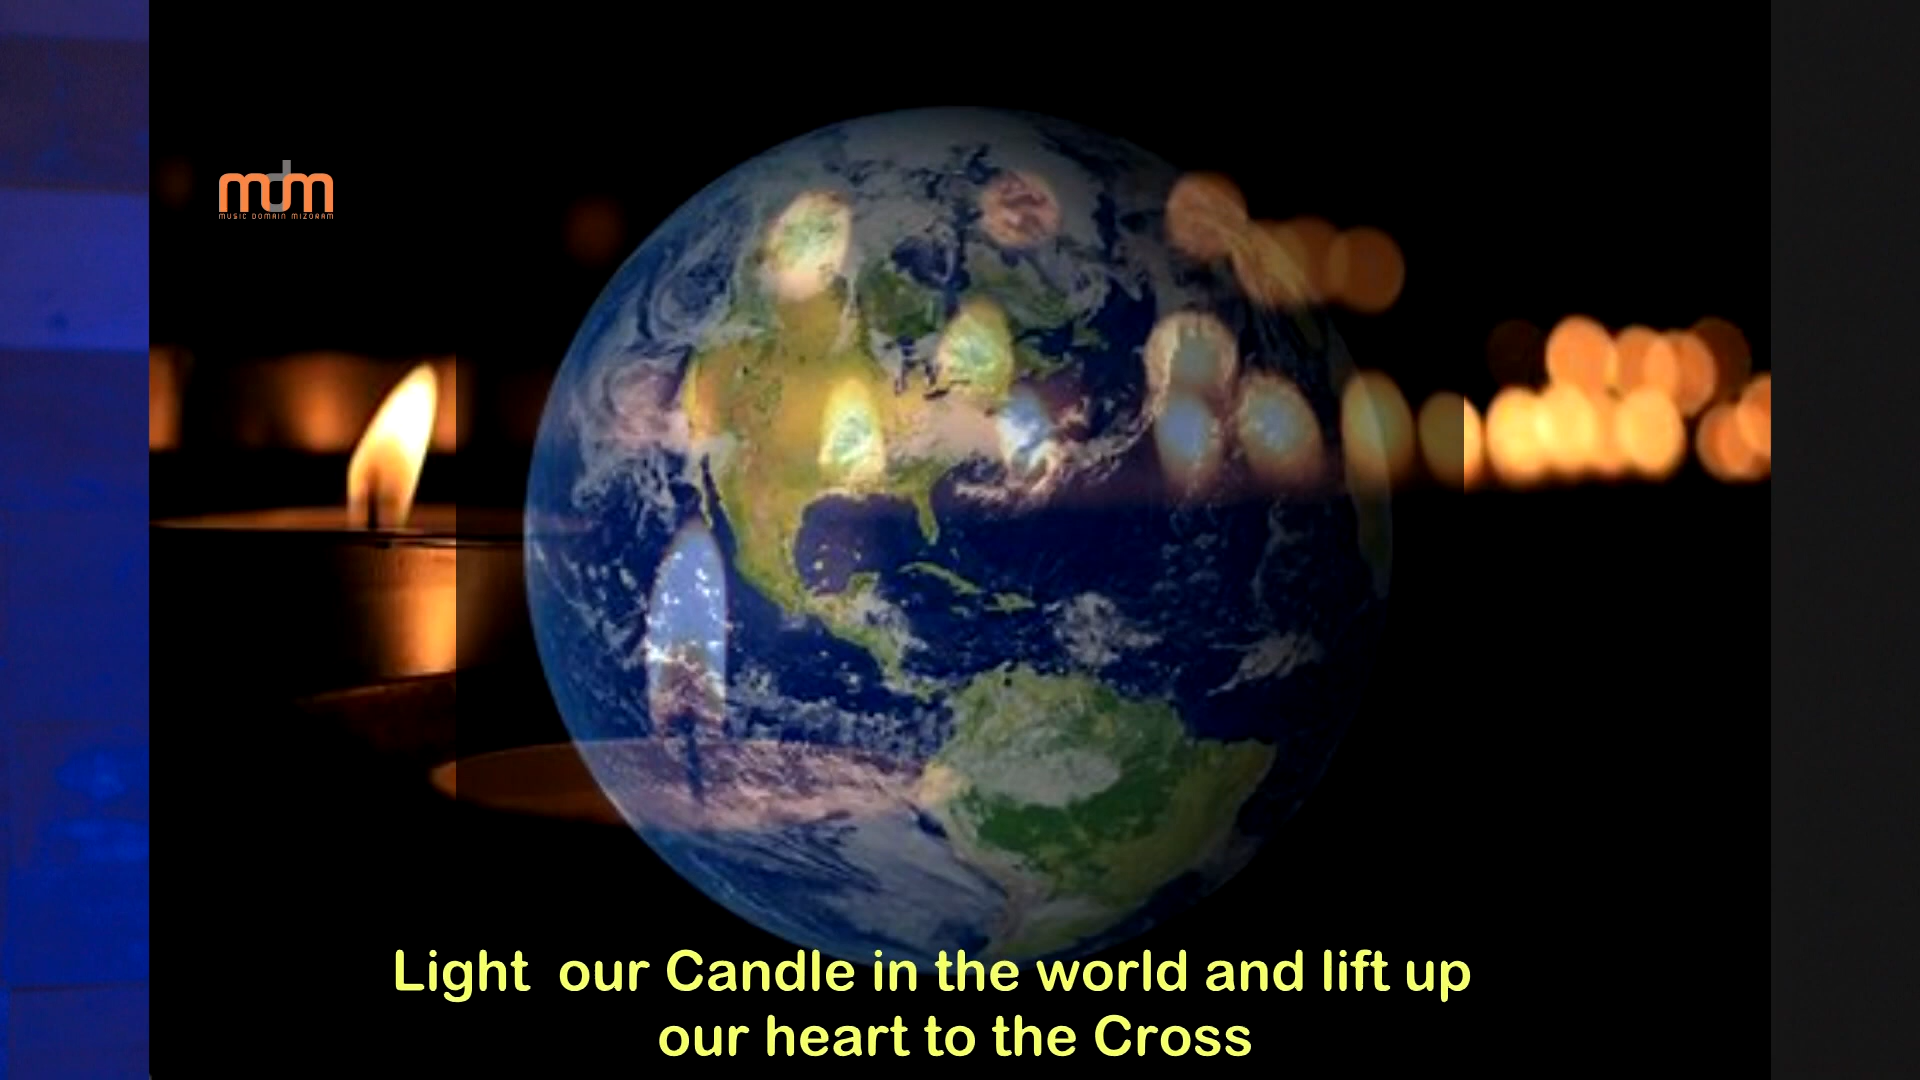 mdm
MUSIC DOMAIN MIZORAM
Light our Candle in the world and lift up
our heart to the Cross